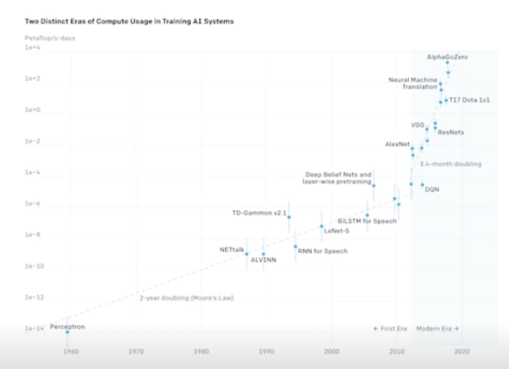 Two Distinct Eras of Compute Usage in Training AI Systems
Petaflop/s-days
1e+4
1e+2
1e+0
1e-2
1e-4
1e-6
1e-8
1e-10
1e-12
1e-14
AlphaGoZero
Neural Machine
Translation
TI7 Dota 1v1
VGG
ResNets
AlexNet
3.4-month doubling
Deep Belief Nets and
layer-wise pretraining
DQN
TD-Gammon v2.1
BiLSTM for Speech
LeNet-5
NETtalk
RNN for Speech
ALVINN
2-year doubling (Moore's Law)
Perceptron
← First Era
Modern Era →
1960
1970
1980
1990
2000
2010
2020